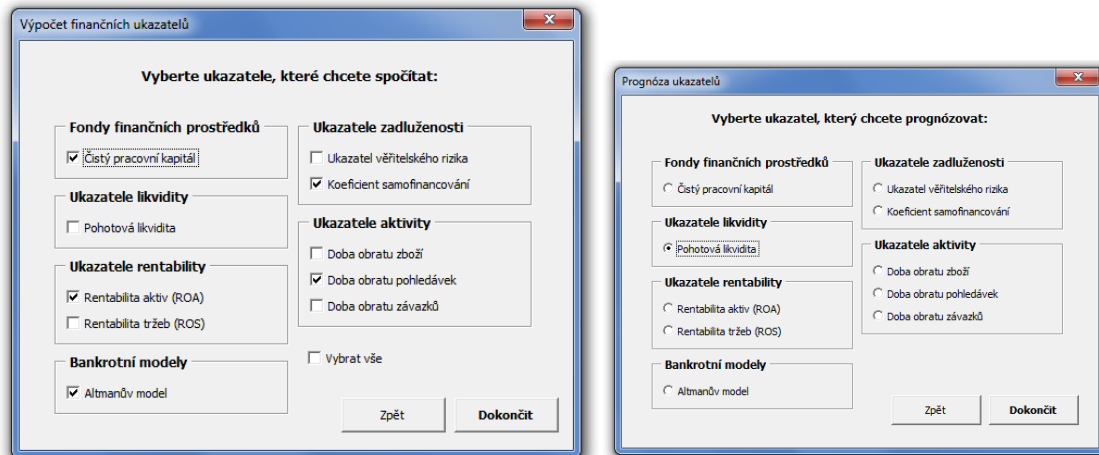 Výpočet finančních ukazatelů
Vyberte ukazatele, které chcete spočítat:
Fondy finančních prostředků
Čistý pracovní kapitál
Ukazatele likvidity
Pohotová likvidita
Ukazatele rentability
Rentabilita aktiv (ROA)
Rentabilita tržeb (ROS)
Bankrotní modely
Altmanův model
Ukazatele zadluženosti
Ukazatel věřitelského rizika
Koeficient samofinancování
Ukazatele aktivity
Doba obratu zboží
Doba obratu pohledávek
Doba obratu závazků
Vybrat vše
Zpět
Dokončit
Prognóza ukazatelů
Vyberte ukazatel, který chcete prognózovat:
Fondy finančních prostředků
Čistý pracovní kapitál
Ukazatele likvidity
Pohotová likvidita
Ukazatele rentability
Rentabilita aktiv (ROA)
Rentabilita tržeb (ROS)
Bankrotní modely
Altmanův model
Ukazatele zadluženosti
Ukazatel věřitelského rizika
Koeficient samofinancování
Ukazatele aktivity
Doba obratu zboží
Doba obratu pohledávek
Doba obratu závazků
Zpět
Dokončit